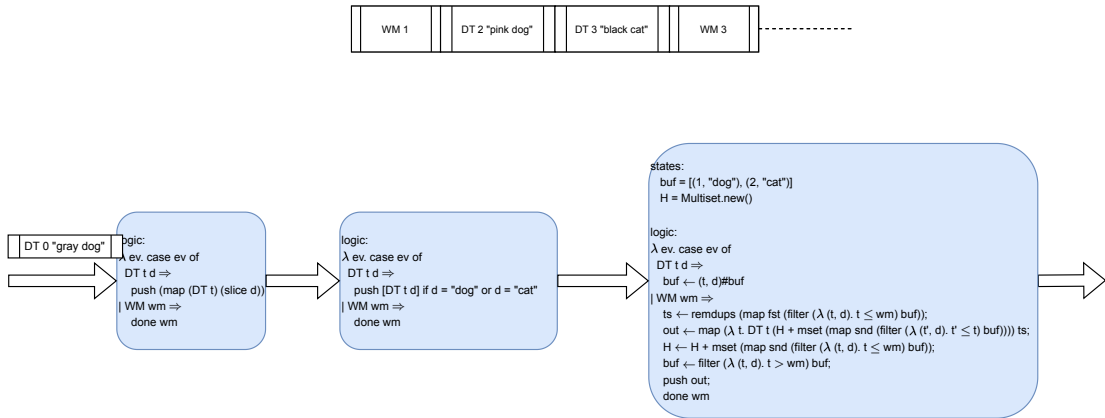 WM 1 DT 2 "pink dog" DT 3 "black cat" WM 3
DT 0 "gray dog"
logic:
λ ev. case ev of
DT t d ⇒
push (map (DT t) (slice d))
| WM wm ⇒
done wm
logic:
λ ev. case ev of
DT t d ⇒
push [DT t d] if d = "dog" or d = "cat"
| WM wm ⇒
done wm
states:
buf = [(1, "dog"), (2, "cat")]
H = Multiset.new()
logic:
λ ev. case ev of
DT t d ⇒
buf ← (t, d)#buf
| WM wm ⇒
ts ← remdups (map fst (filter (λ (t, d). t ≤ wm) buf));
out ← map (λ t. DT t (H + mset (map snd (filter (λ (t', d). t' ≤ t) buf)))) ts;
H ← H + mset (map snd (filter (λ (t, d). t ≤ wm) buf));
buf ← filter (λ (t, d). t > wm) buf;
push out;
done wm